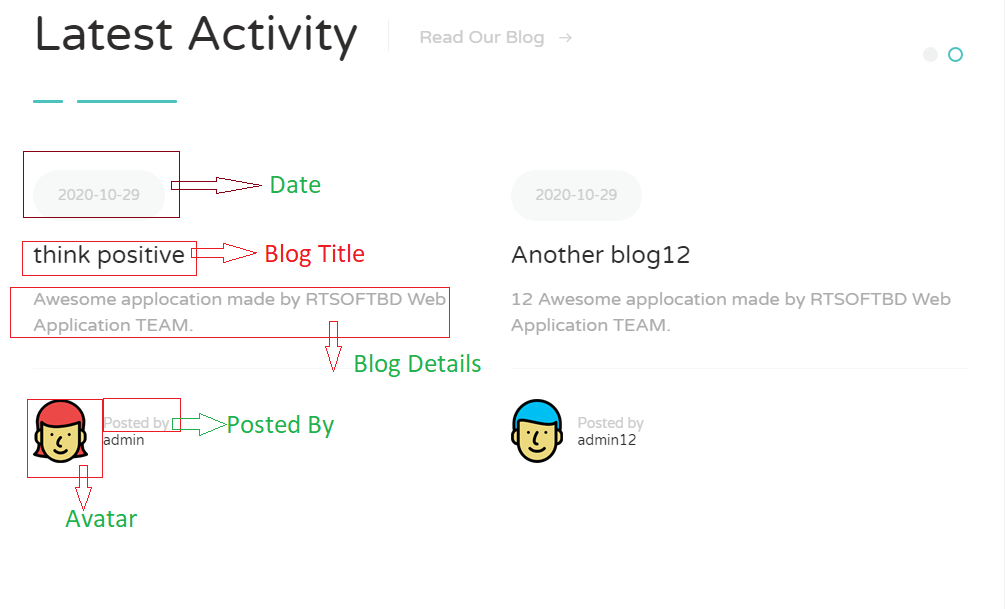 Latest Activity
Read Our Blog →
2020-10-29
Date
2020-10-29
think positive
Blog Title
Another blog12
Awesome applocation made by RTSOFTBD Web
Application TEAM.
12 Awesome applocation made by RTSOFTBD Web
Application TEAM.
Blog Details
Posted by
admin
Posted By
Posted by
admin12
Avatar